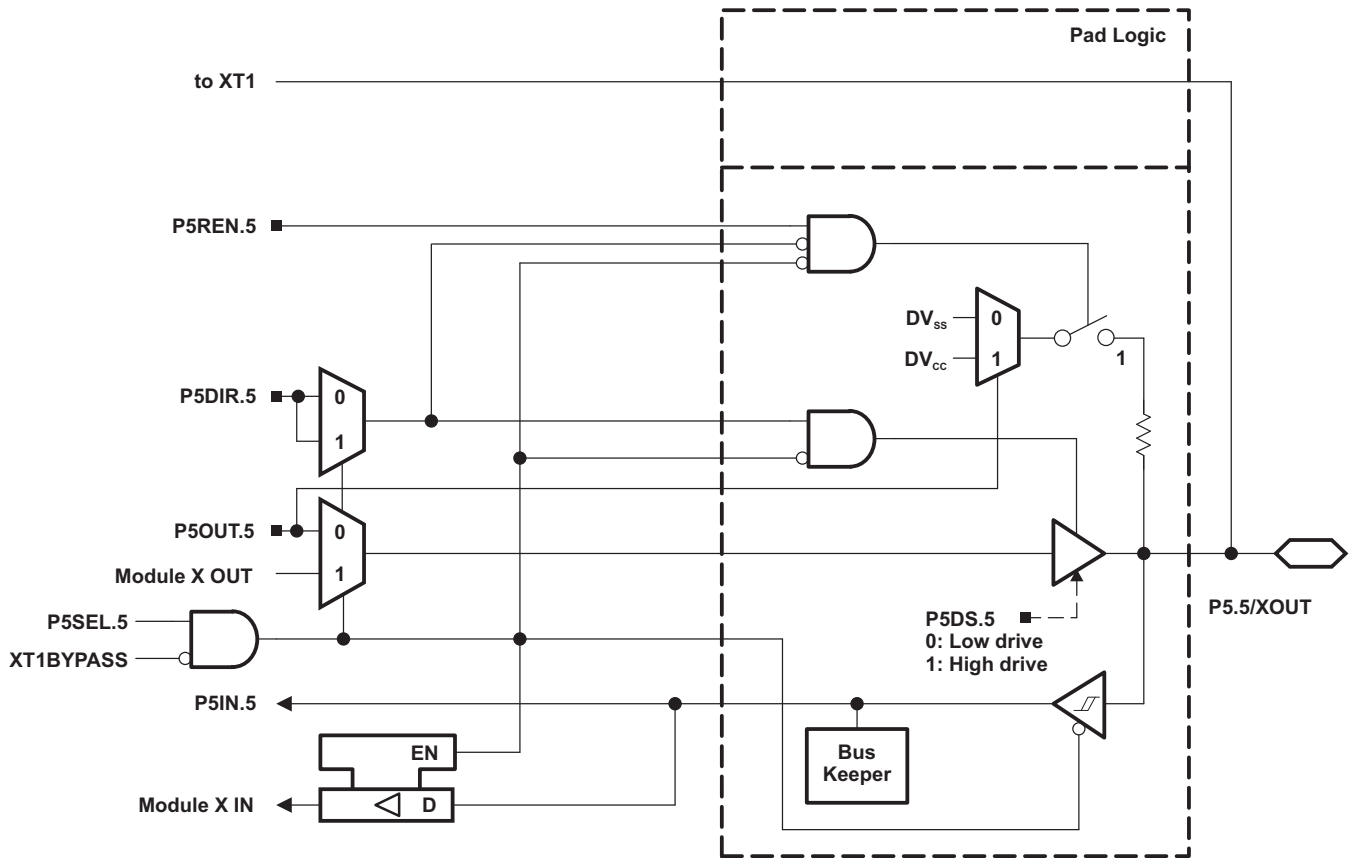 Pad Logic
to XT1
P5REN.5
DVss
0
DVcc
1
1
P5DIR.5
0
1
P5OUT.5
0
Module X OUT
1
P5SEL.5
XT1BYPASS
P5DS.5
0: Low drive
1: High drive
P5.5/XOUT
P5IN.5
EN
Bus
Keeper
Module X IN
D